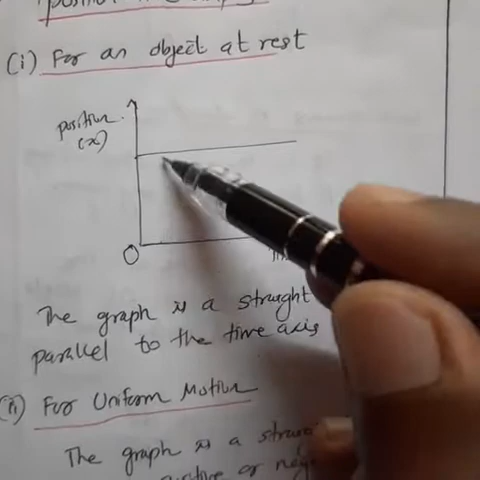 (i) For an object at rest
position
(x)
O
The graph is a straight
parallel to the time axis
(ii) For Uniform Motion
The graph is a
or